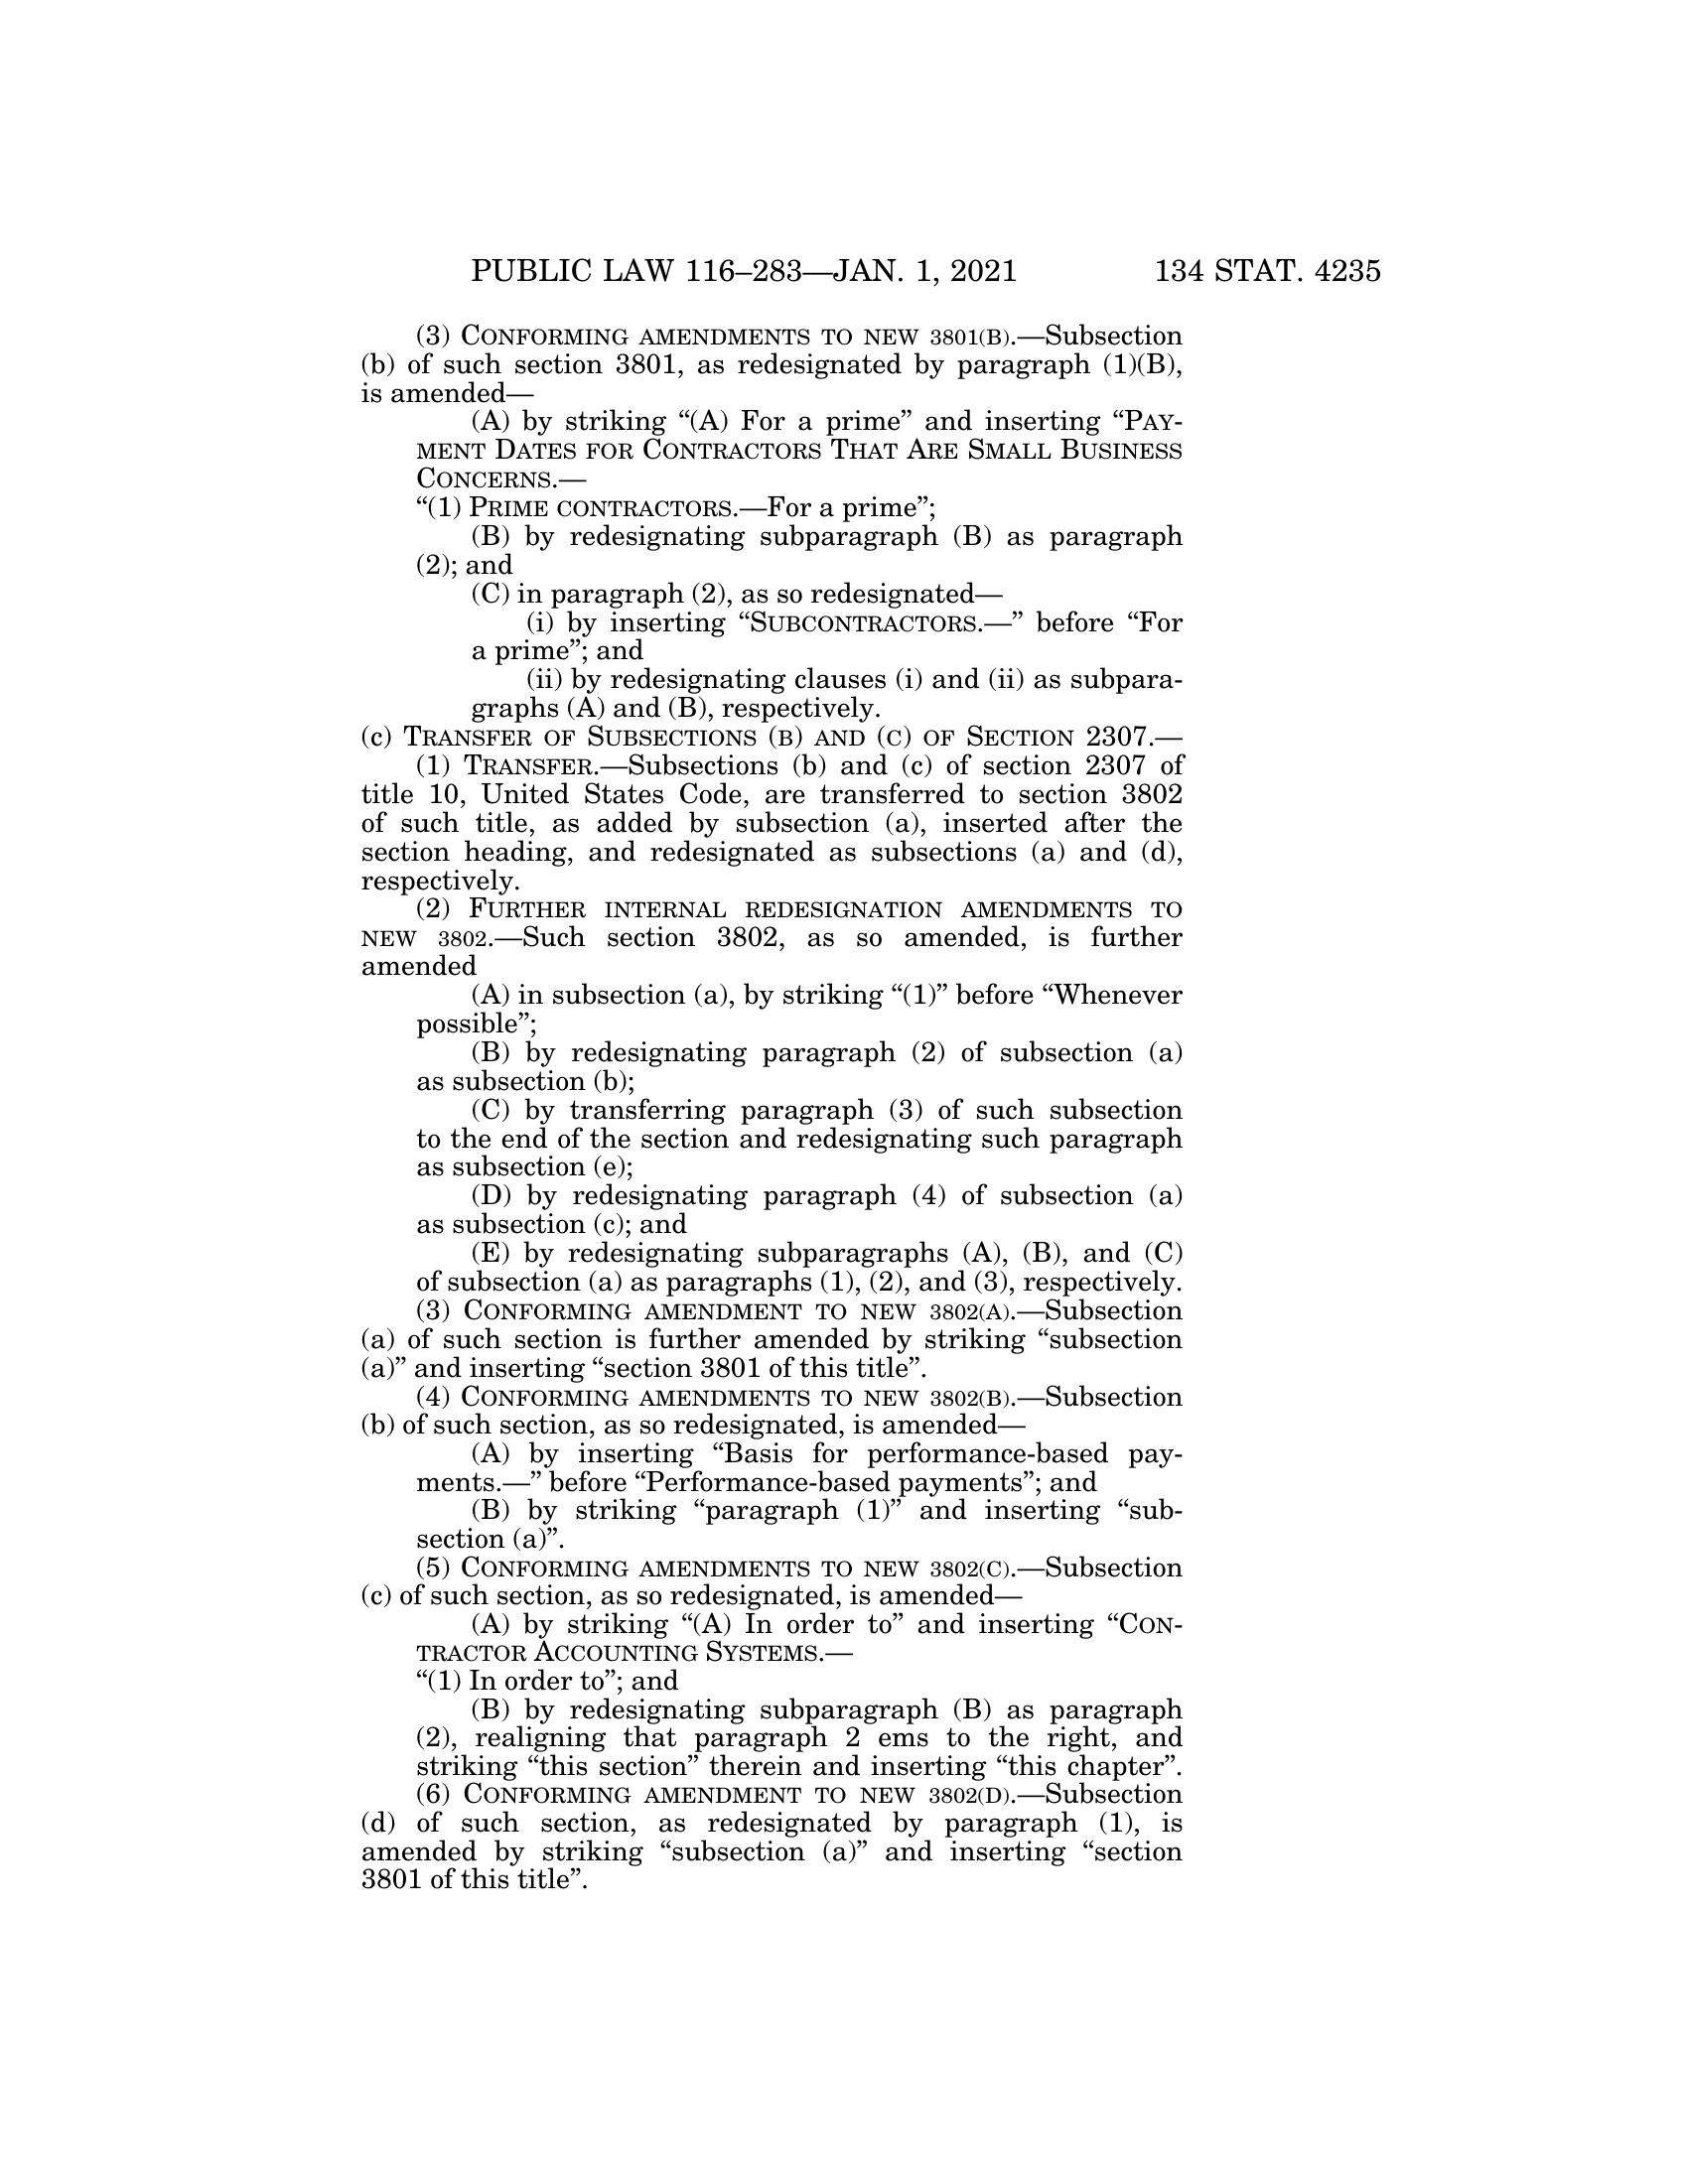 PUBLIC LAW 116–283—JAN. 1, 2021 134 STAT. 4235
(3) CONFORMING AMENDMENTS TO NEW 3801(B).—Subsection
(b) of such section 3801, as redesignated by paragraph (1)(B),
is amended—
(A) by striking “(A) For a prime” and inserting “PAY-
MENT DATES FOR CONTRACTORS THAT ARE SMALL BUSINESS
CONCERNS.—
“(1) PRIME CONTRACTORS.—For a prime”;
(B) by redesignating subparagraph (B) as paragraph
(2); and
(C) in paragraph (2), as so redesignated—
(i) by inserting “SUBCONTRACTORS.—” before “For
a prime”; and
(ii) by redesignating clauses (i) and (ii) as subpara-
graphs (A) and (B), respectively.
(c) TRANSFER OF SUBSECTIONS (B) AND (C) OF SECTION 2307.—
(1) TRANSFER.—Subsections (b) and (c) of section 2307 of
title 10, United States Code, are transferred to section 3802
of such title, as added by subsection (a), inserted after the
section heading, and redesignated as subsections (a) and (d),
respectively.
(2) FURTHER INTERNAL REDESIGNATION AMENDMENTS TO
NEW 3802.—Such section 3802, as so amended, is further
amended
(A) in subsection (a), by striking “(1)” before “Whenever
possible”;
(B) by redesignating paragraph (2) of subsection (a)
as subsection (b);
(C) by transferring paragraph (3) of such subsection
to the end of the section and redesignating such paragraph
as subsection (e);
(D) by redesignating paragraph (4) of subsection (a)
as subsection (c); and
(E) by redesignating subparagraphs (A), (B), and (C)
of subsection (a) as paragraphs (1), (2), and (3), respectively.
(3) CONFORMING AMENDMENT TO NEW 3802(A).—Subsection
(a) of such section is further amended by striking “subsection
(a)” and inserting “section 3801 of this title”.
(4) CONFORMING AMENDMENTS TO NEW 3802(B).—Subsection
(b) of such section, as so redesignated, is amended—
(A) by inserting “Basis for performance-based pay-
ments.—” before “Performance-based payments”; and
(B) by striking “paragraph (1)” and inserting “sub-
section (a)”.
(5) CONFORMING AMENDMENTS TO NEW 3802(C).—Subsection
(c) of such section, as so redesignated, is amended—
(A) by striking “(A) In order to” and inserting “CON-
TRACTOR ACCOUNTING SYSTEMS.—
“(1) In order to”; and
(B) by redesignating subparagraph (B) as paragraph
(2), realigning that paragraph 2 ems to the right, and
striking “this section” therein and inserting “this chapter”.
(6) CONFORMING AMENDMENT TO NEW 3802(D).—Subsection
(d) of such section, as redesignated by paragraph (1), is
amended by striking “subsection (a)” and inserting “section
3801 of this title”.